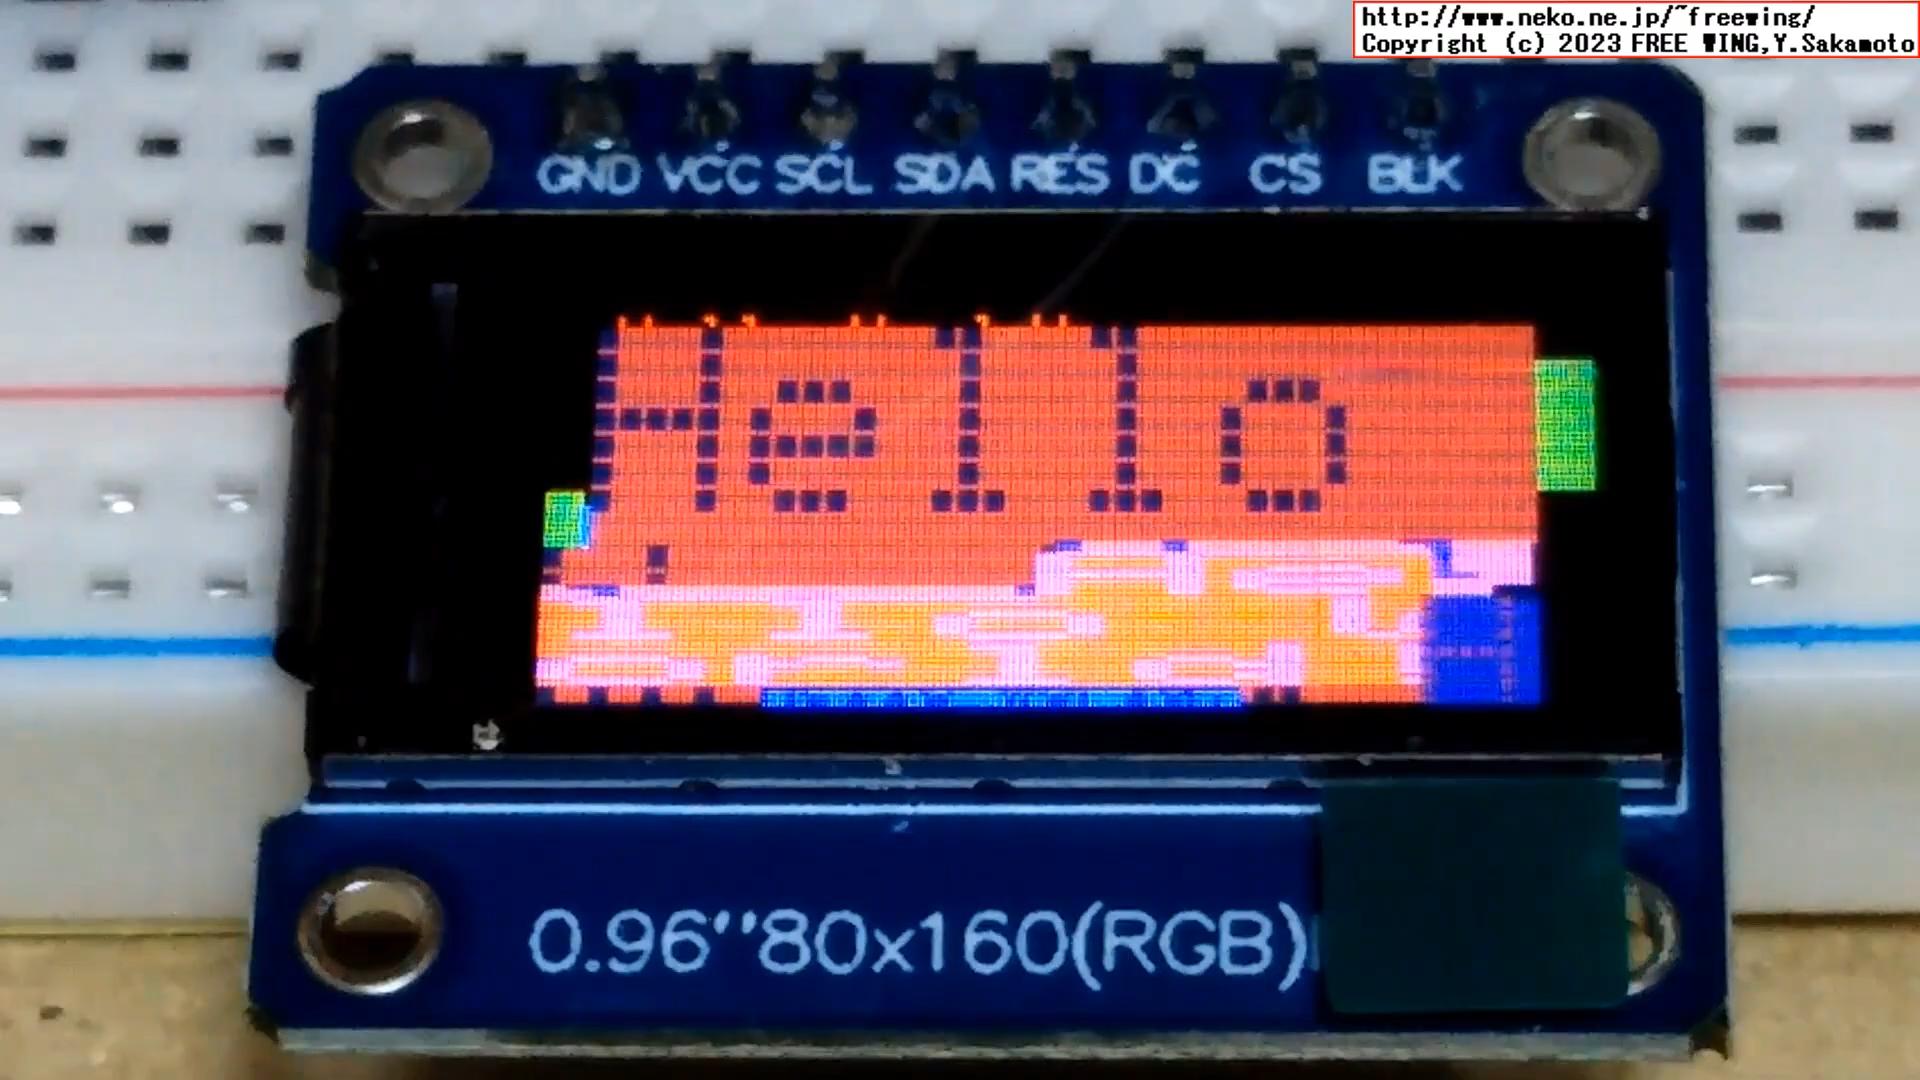 http://www.neko.ne.jp/~freewing/
Copyright (c) 2023 FREE WING,Y.Sakamoto
GND VCC SCL SDA RES DC CS BLK
Hello
0.96''80x160(RGB)